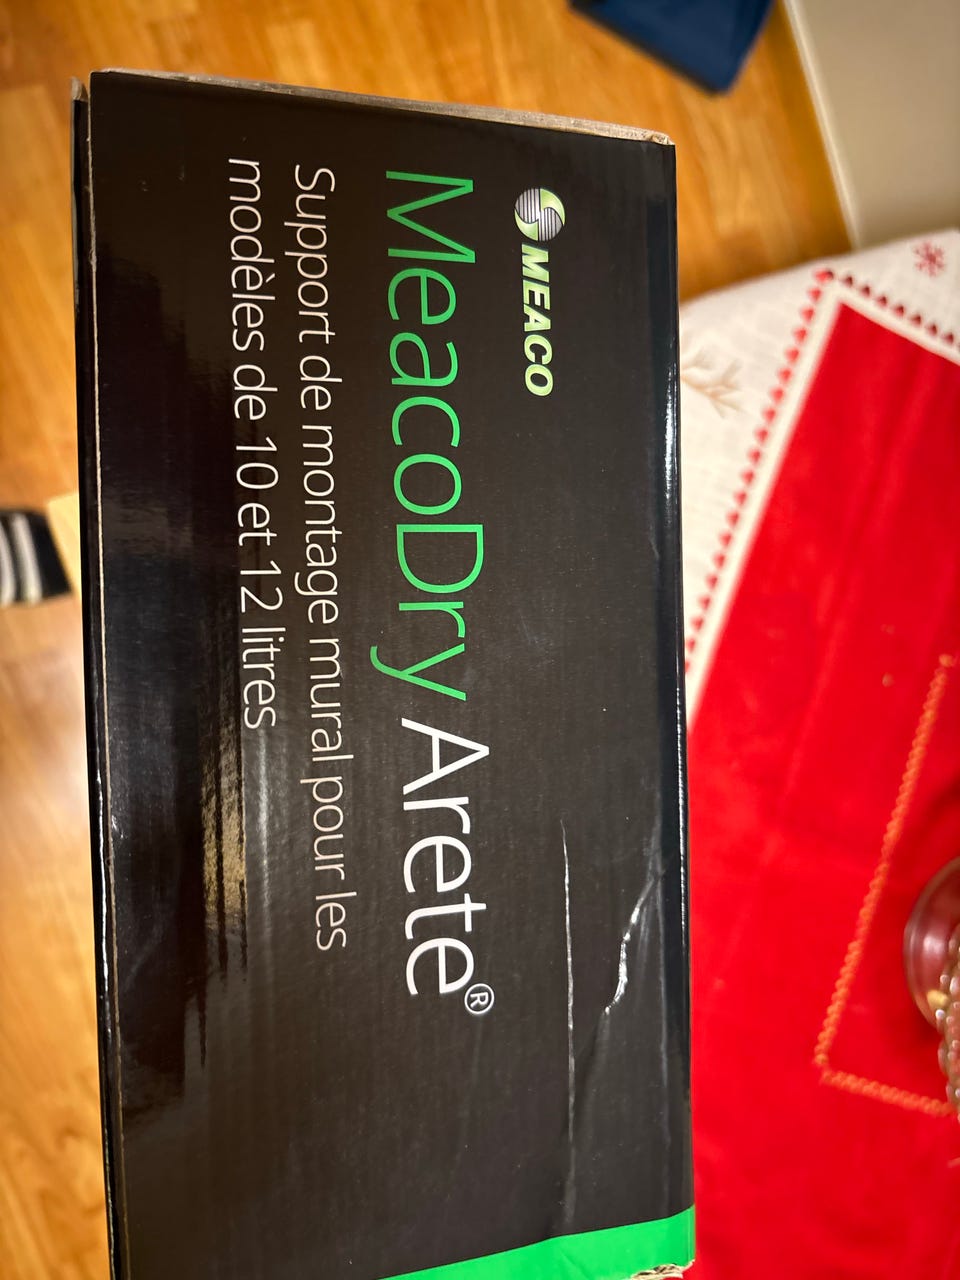 MEACO
MeacoDry Arete®
Support de montage mural pour les
modèles de 10 et 12 litres